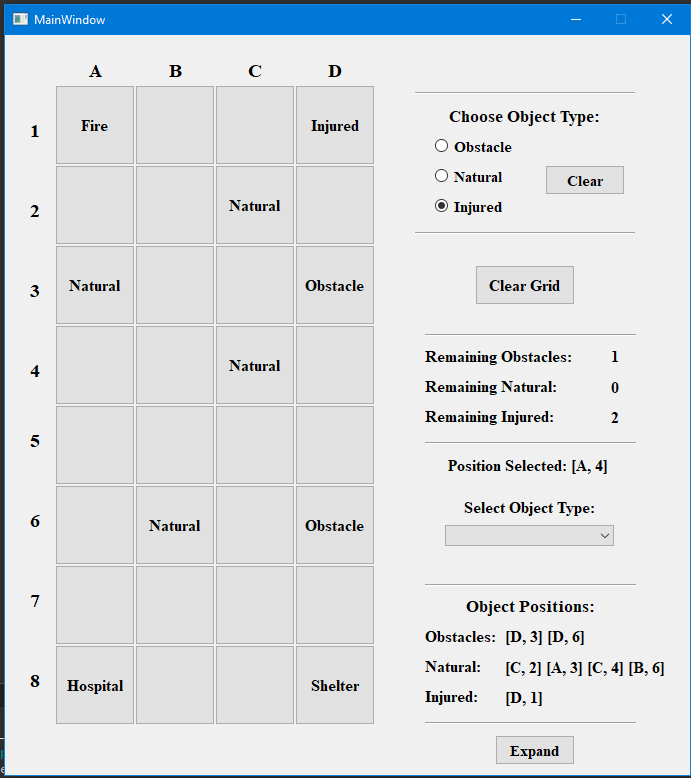 MainWindow
A B C D
1 Fire Injured
2 Natural
3 Natural Obstacle
4 Natural
5
6 Natural Obstacle
7
8 Hospital Shelter
Choose Object Type:
Obstacle
Natural
Injured
Clear
Clear Grid
Remaining Obstacles: 1
Remaining Natural: 0
Remaining Injured: 2
Position Selected: [A, 4]
Select Object Type:
Object Positions:
Obstacles: [D, 3] [D, 6]
Natural: [C, 2] [A, 3] [C, 4] [B, 6]
Injured: [D, 1]
Expand